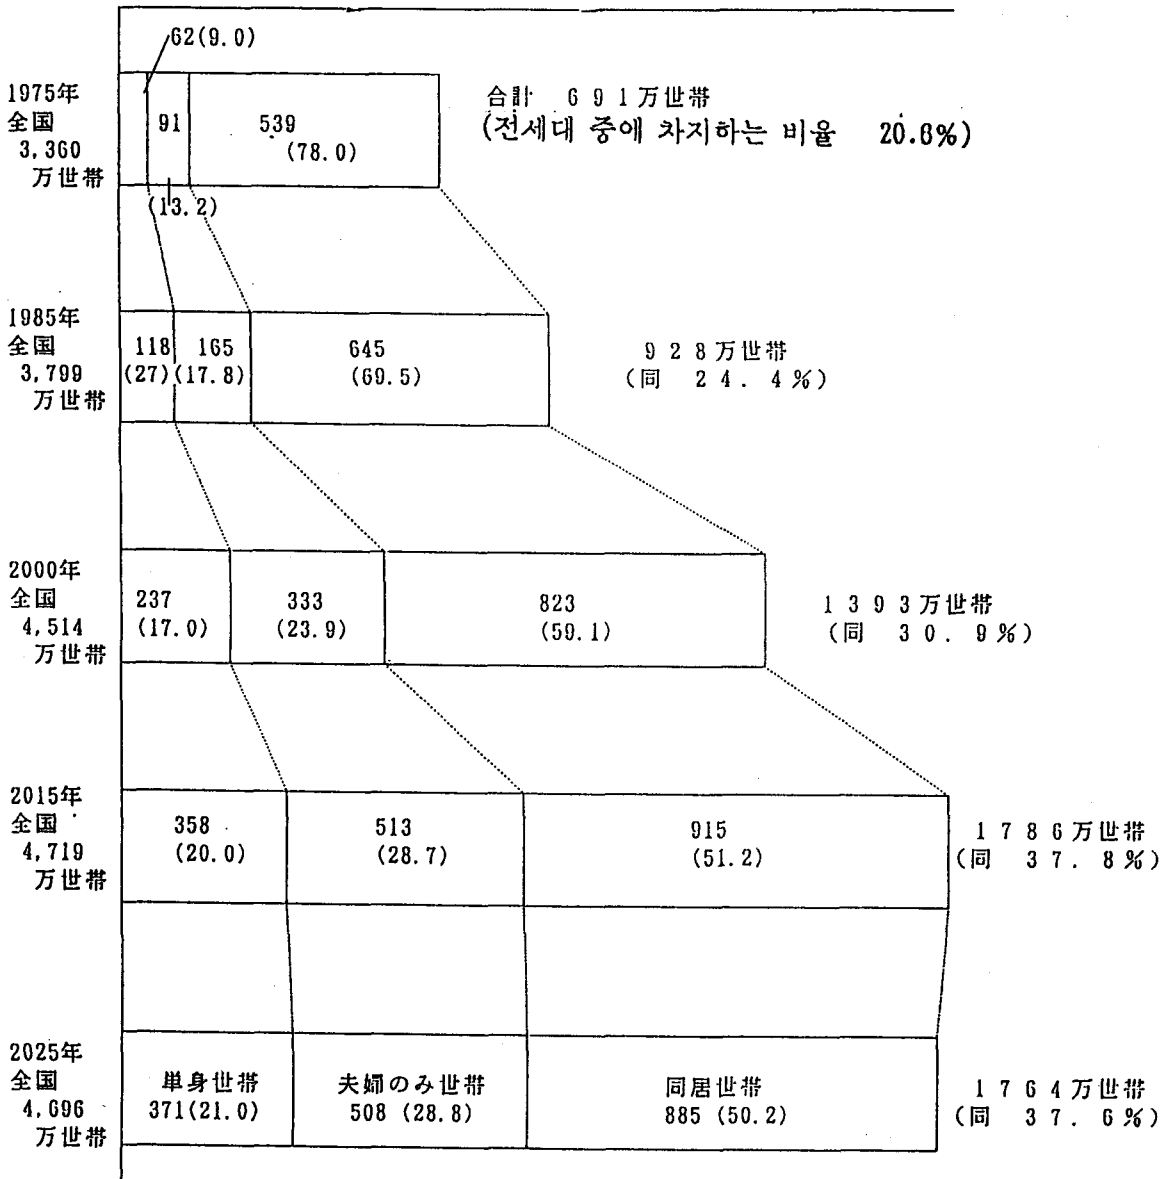 62(9.0)
1975年
全国
3,360
万世帯
91
539
(78.0)
(13.2)
合計 691万世帯
(전세대 중에 차지하는 비율 20.6%)
1985年
全国
3,799
万世帯
118 165 645
(27) (17.8) (69.5)
928万世帯
(同 24.4%)
2000年
全国
4,514
万世帯
237 333 823
(17.0) (23.9) (59.1)
1393万世帯
(同 30.9%)
2015年
全国
4,719
万世帯
358 513 915
(20.0) (28.7) (51.2)
1786万世帯
(同 37.8%)
2025年
全国
4,696
万世帯
単身世帯 夫婦のみ世帯 同居世帯
371(21.0) 508 (28.8) 885 (50.2)
1764万世帯
(同 37.6%)